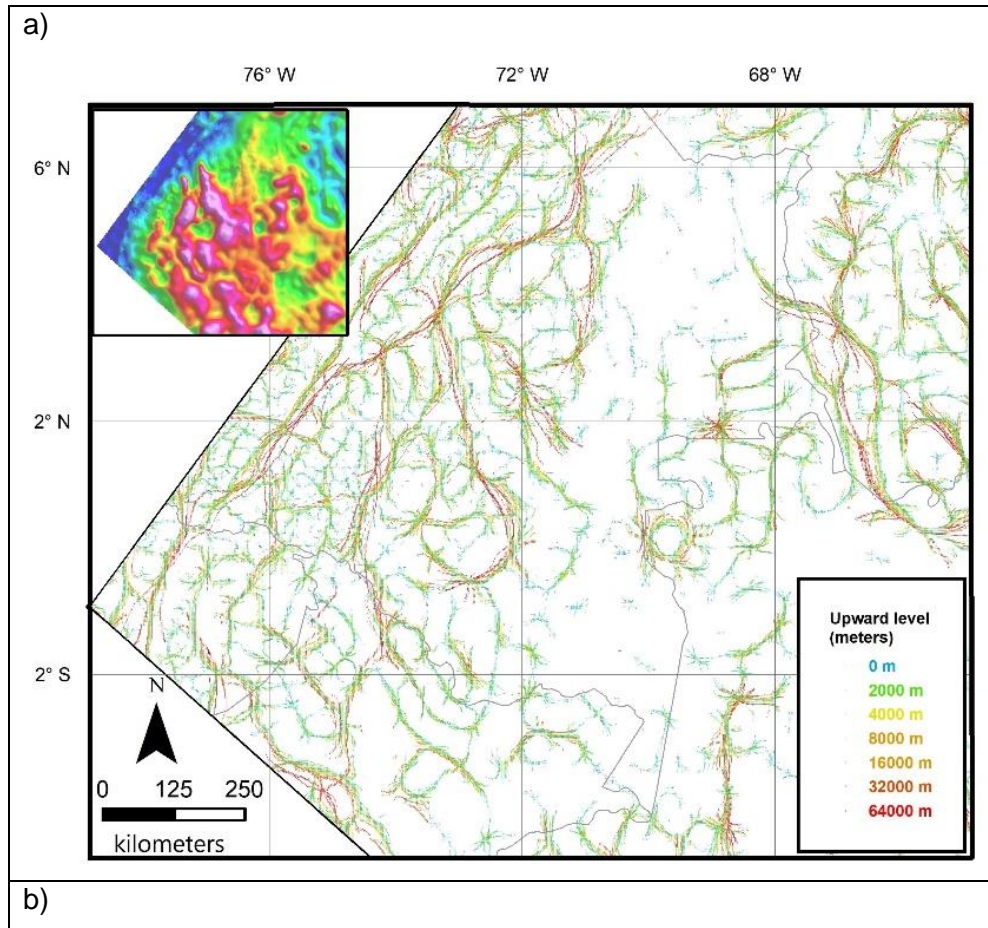 a)
76° W 72° W 68° W
6° N
2° N
2° S
N
0 125 250
kilometers
Upward level
(meters)
0 m
2000 m
4000 m
8000 m
16000 m
32000 m
64000 m
b)